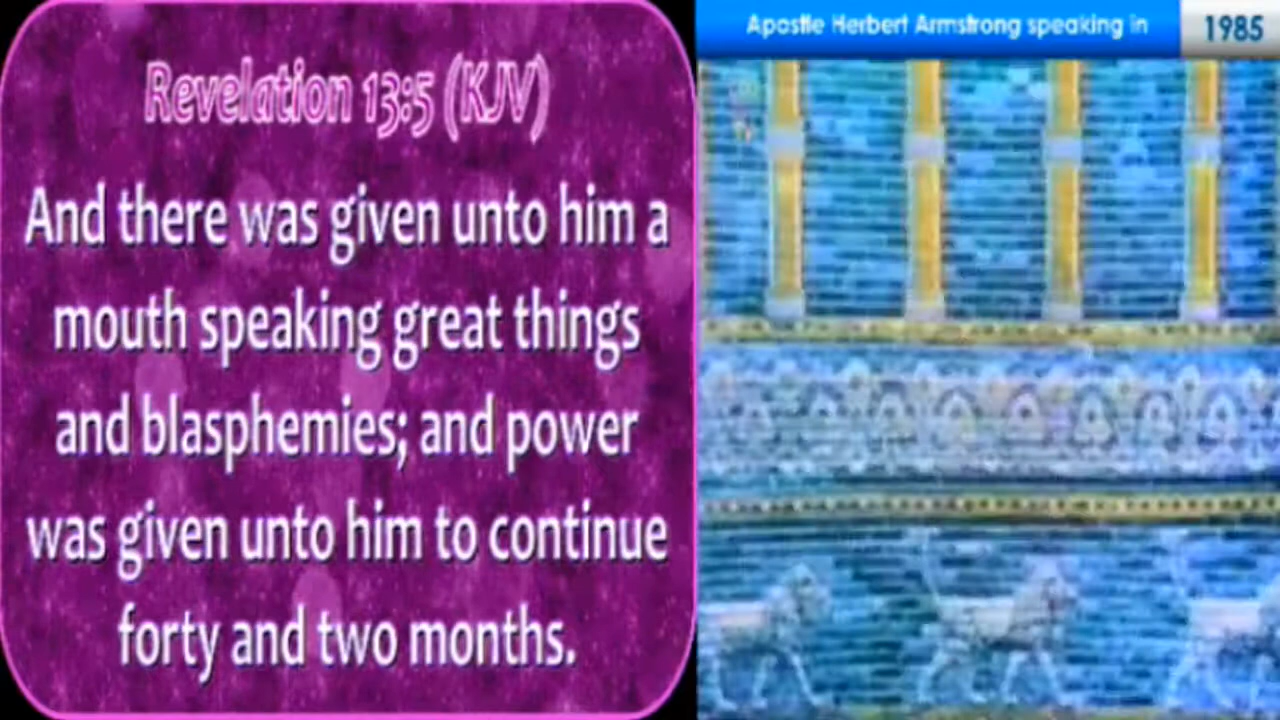 Revelation 13:5 (KJV)
And there was given unto him a
mouth speaking great things
and blasphemies; and power
was given unto him to continue
forty and two months.
Apostle Herbert Armstrong speaking in
1985